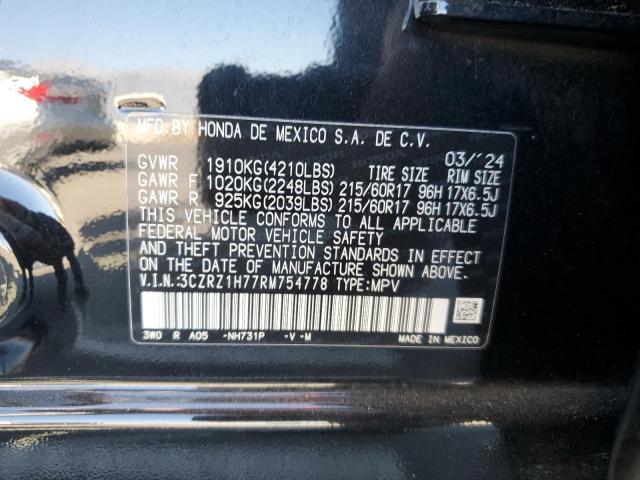 MFD.BY HONDA DE MEXICO S.A. DE C.V.
03/'24
GVWR 1910KG(4210LBS) TIRE SIZE RIM SIZE
GAWR F 1020KG(2248LBS) 215/60R17 96H 17X6.5J
GAWR R 925KG(2039LBS) 215/60R17 96H 17X6.5J
THIS VEHICLE CONFORMS TO ALL APPLICABLE
FEDERAL MOTOR VEHICLE SAFETY
AND THEFT PREVENTION STANDARDS IN EFFECT
ON THE DATE OF MANUFACTURE SHOWN ABOVE.
V.I.N.:3CZRZ1H77RM754778 TYPE:MPV
3W0 R A05 -NH731P -V -M
MADE IN MEXICO